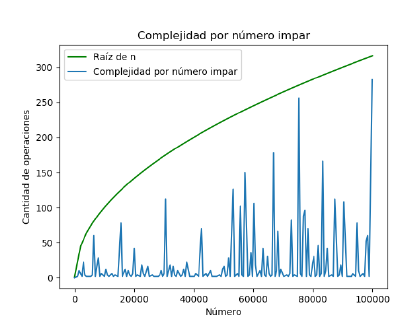 Complejidad por número impar
Raíz de n
Complejidad por número impar
Cantidad de operaciones
300
250
200
150
100
50
0
0
20000
40000
60000
80000
100000
Número